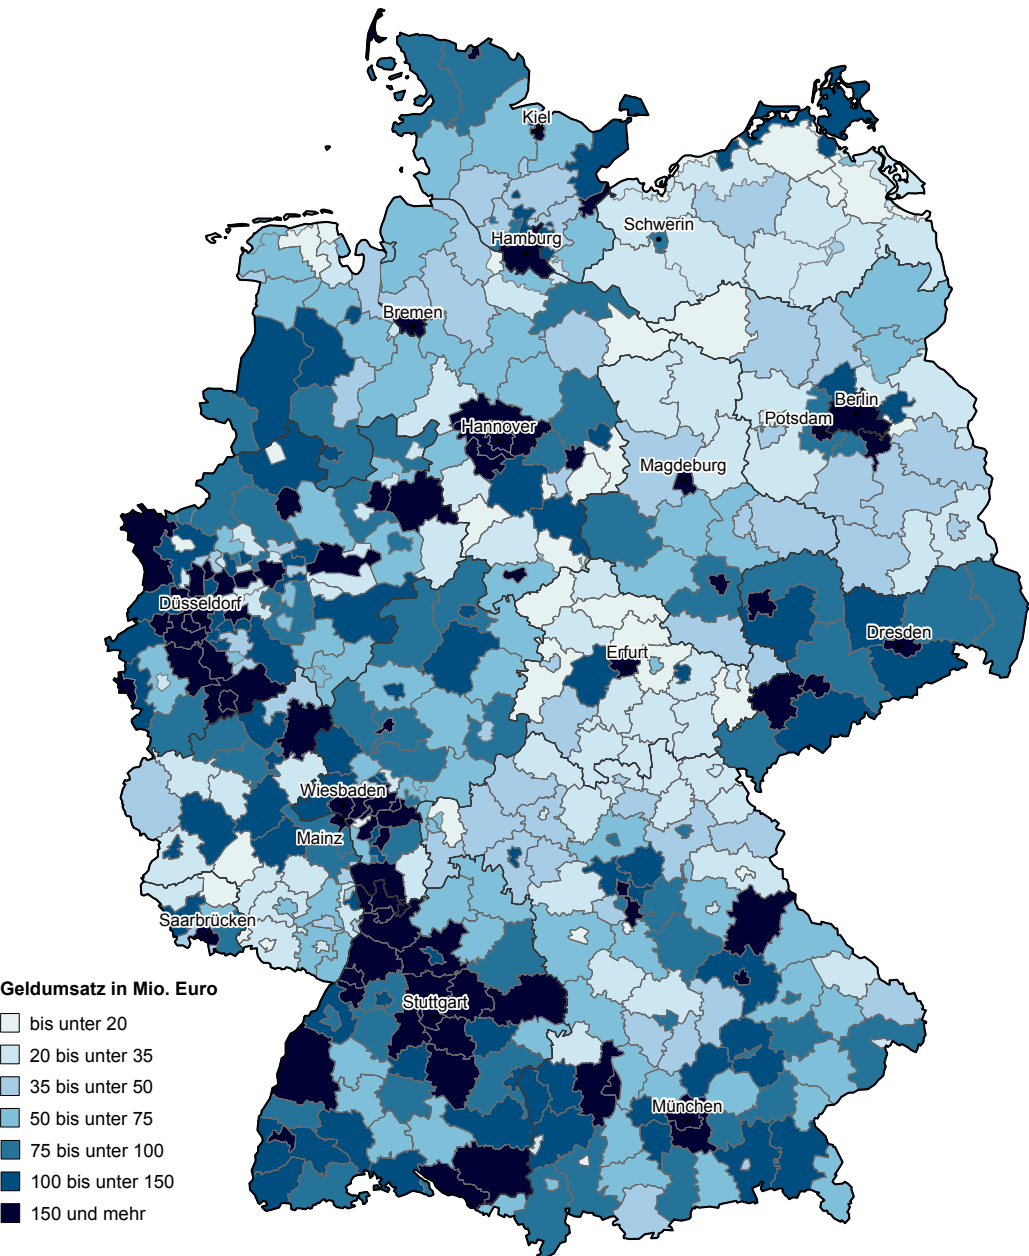 Kiel
Schwerin
Hamburg
Bremen
Berlin
Potsdam
Hannover
Magdeburg
Düsseldorf
Dresden
Erfurt
Wiesbaden
Mainz
Saarbrücken
Stuttgart
München
Geldumsatz in Mio. Euro
bis unter 20
20 bis unter 35
35 bis unter 50
50 bis unter 75
75 bis unter 100
100 bis unter 150
150 und mehr